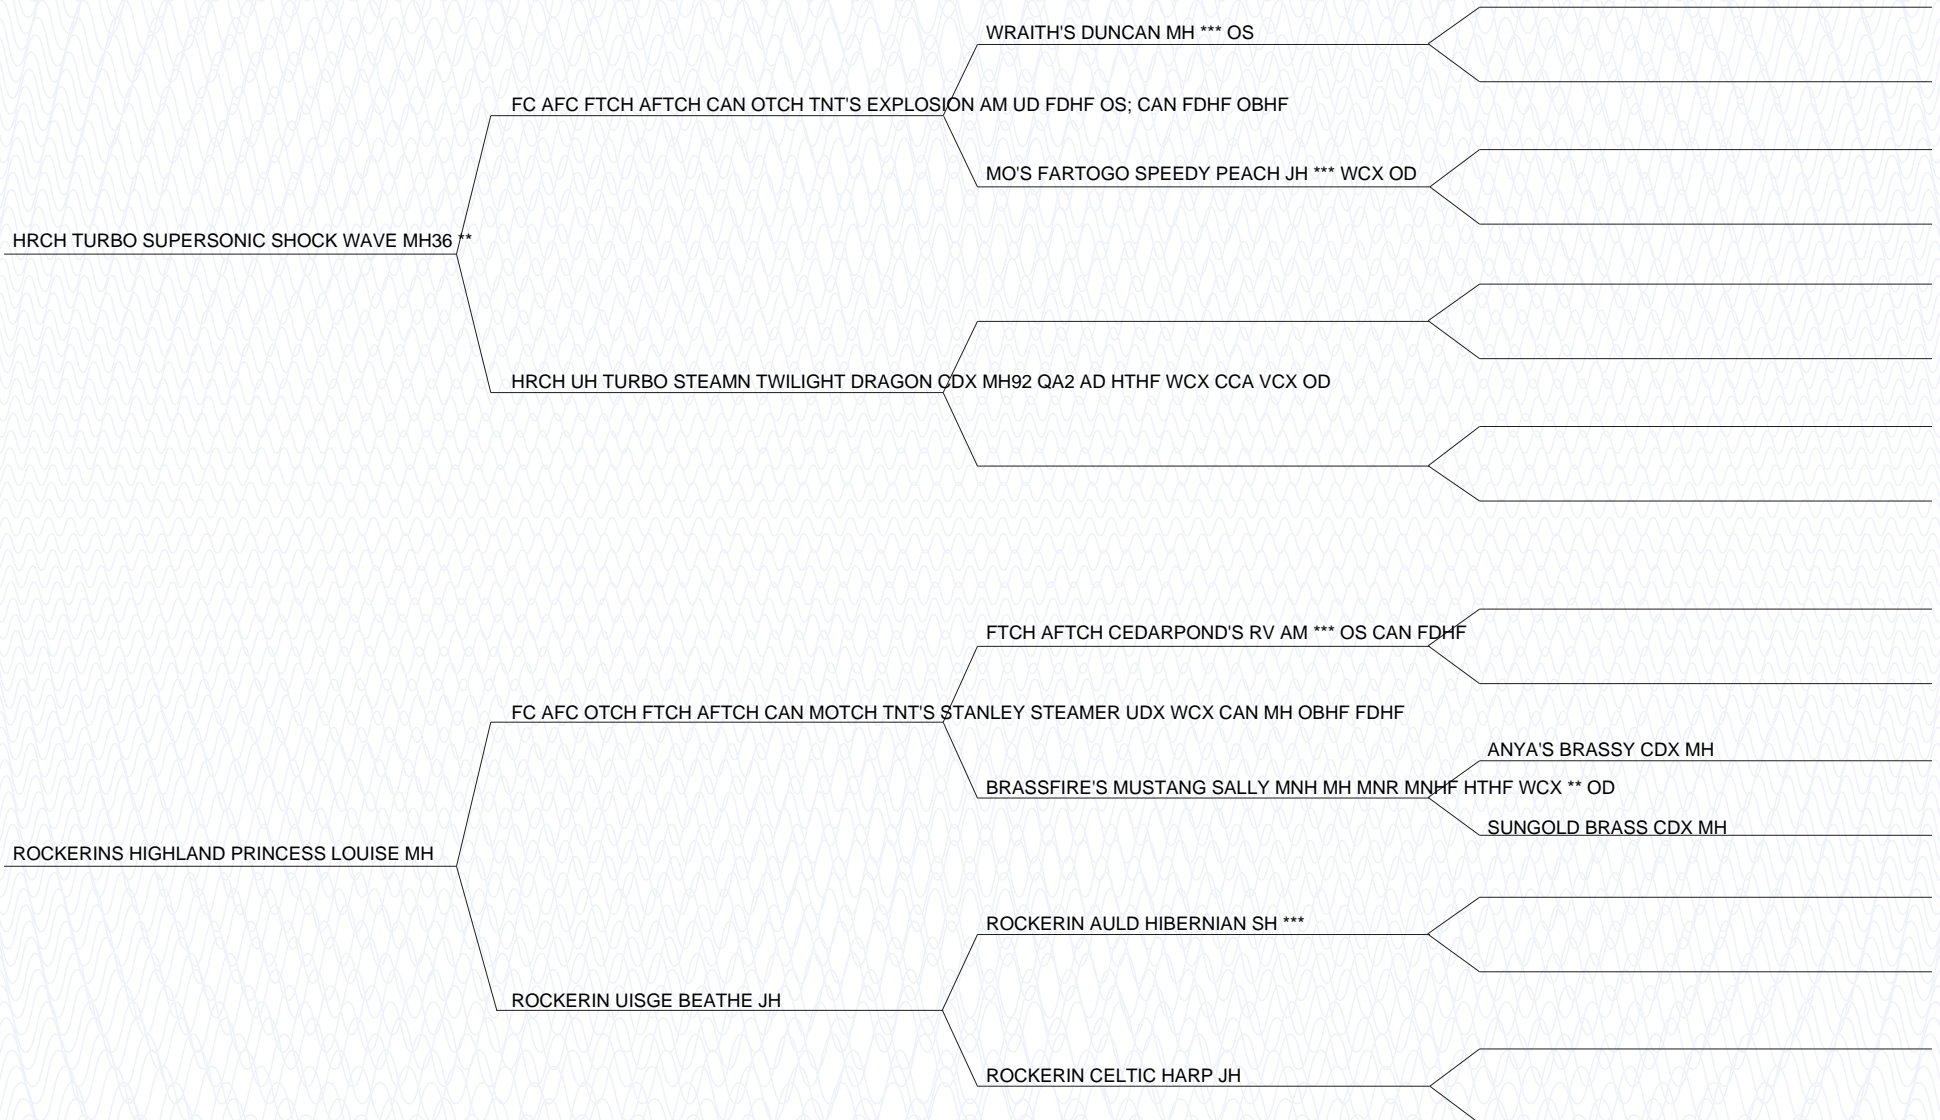 WRAITH'S DUNCAN MH *** OS
FC AFC FTCH AFTCH CAN OTCH TNT'S EXPLOSION AM UD FDHF OS; CAN FDHF OBHF
MO'S FARTOGO SPEEDY PEACH JH *** WCX OD
HRCH TURBO SUPERSONIC SHOCK WAVE MH36 **
HRCH UH TURBO STEAMN TWILIGHT DRAGON CDX MH92 QA2 AD HTHF WCX CCA VCX OD
FTCH AFTCH CEDARPOND'S RV AM *** OS CAN FDHF
FC AFC OTCH FTCH AFTCH CAN MOTCH TNT'S STANLEY STEAMER UDX WCX CAN MH OBHF FDHF
ANYA'S BRASSY CDX MH
BRASSFIRE'S MUSTANG SALLY MNH MH MNR MNHF HTHF WCX ** OD
SUNGOLD BRASS CDX MH
ROCKERINS HIGHLAND PRINCESS LOUISE MH
ROCKERIN AULD HIBERNIAN SH ***
ROCKERIN UISGE BEATHE JH
ROCKERIN CELTIC HARP JH